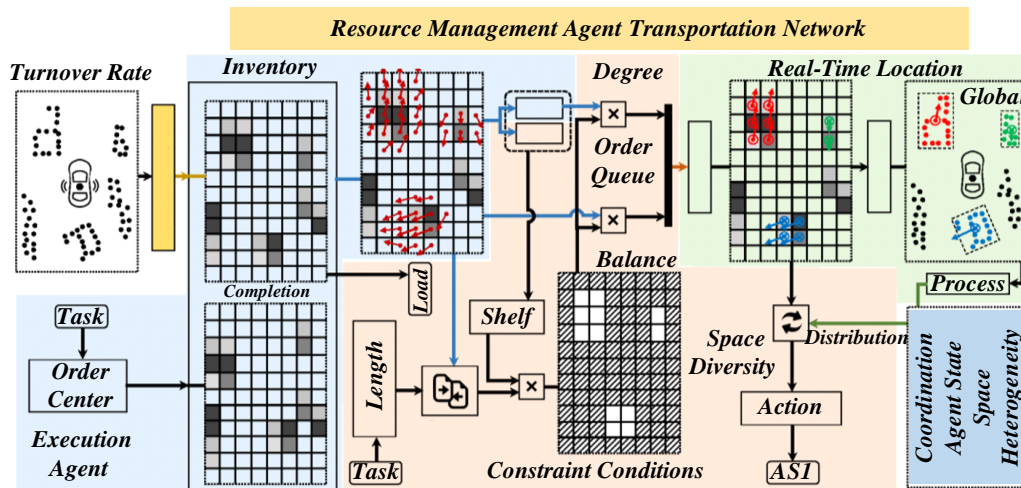 Resource Management Agent Transportation Network
Turnover Rate
Inventory
Degree
Real-Time Location
Global
Order
Queue
Balance
Completion
Load
Process
Task
Shelf
Space
Diversity
Distribution
Order
Center
Length
Action
Coordination
Agent State
Space
Heterogeneity
Execution
Agent
Task
Constraint Conditions
AS1